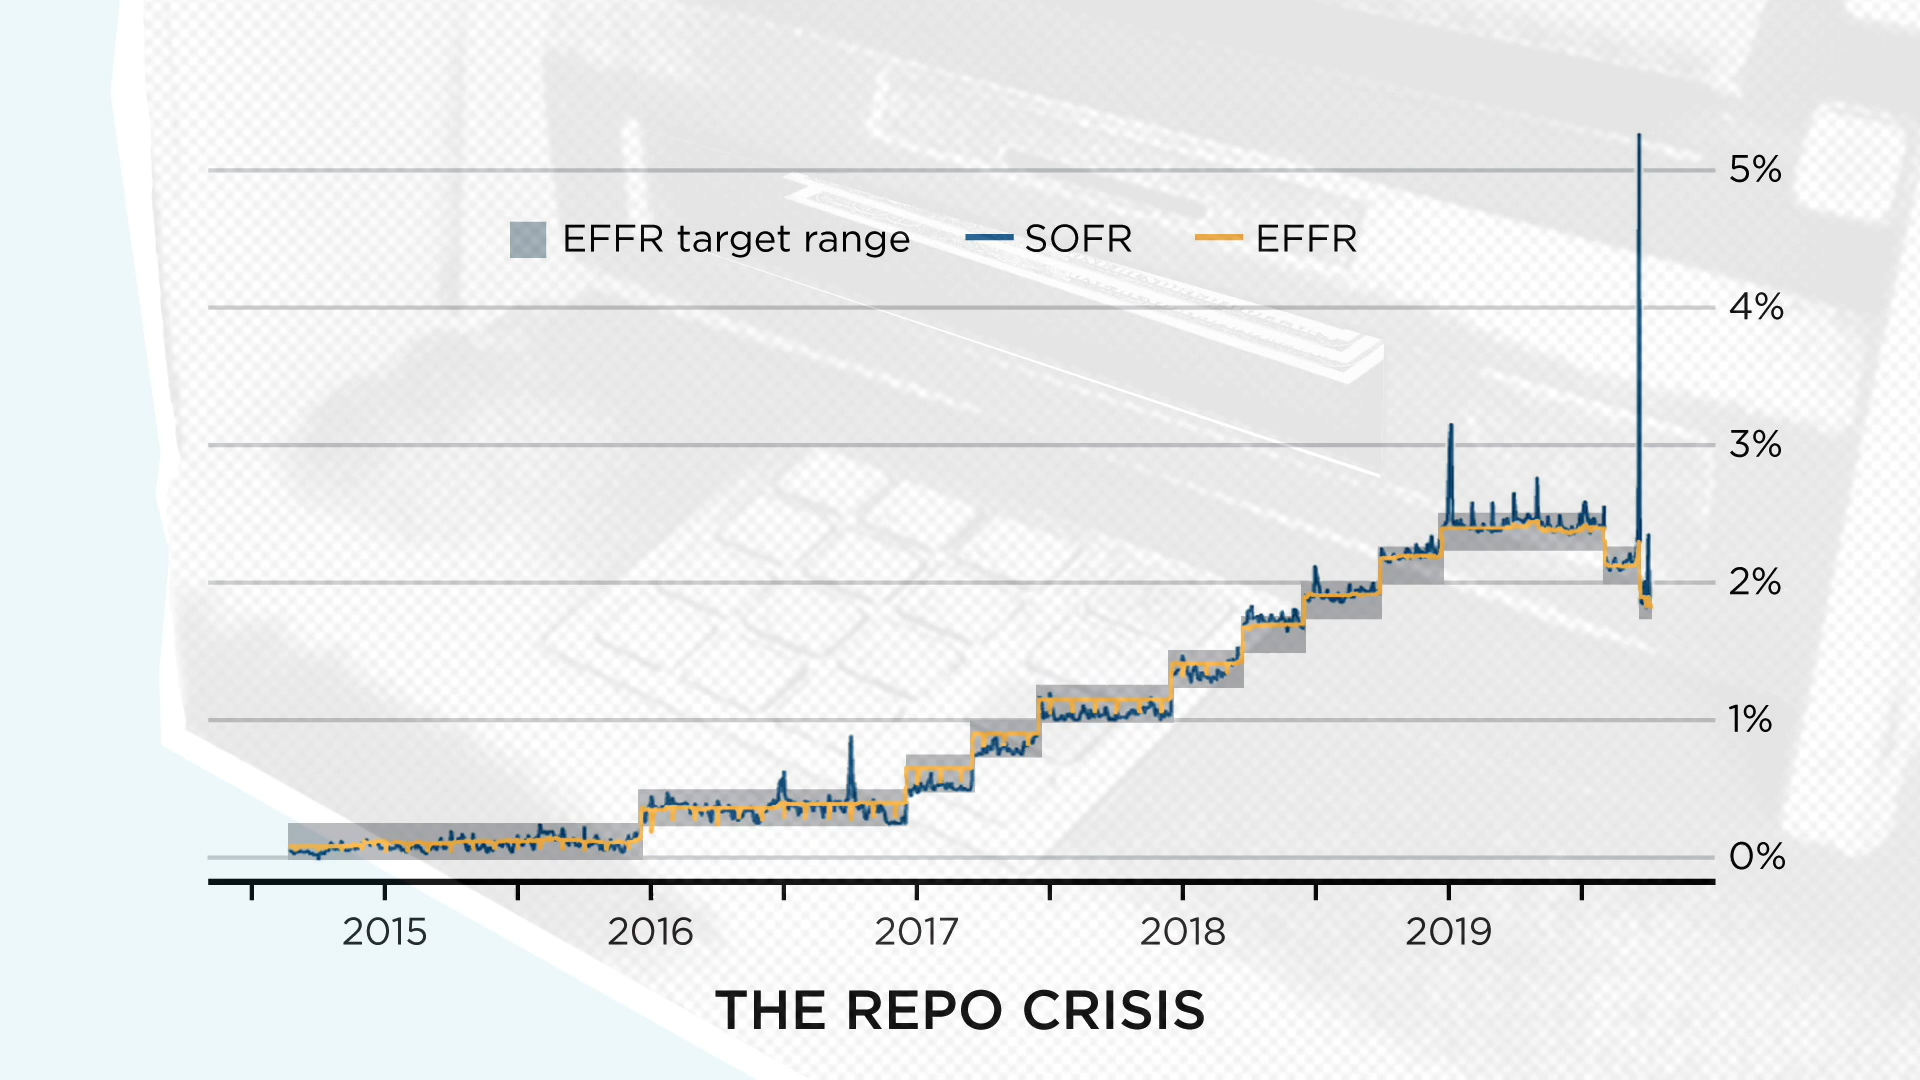 5%
EFFR target range SOFR EFFR
4%
3%
2%
1%
0%
2015 2016 2017 2018 2019
THE REPO CRISIS